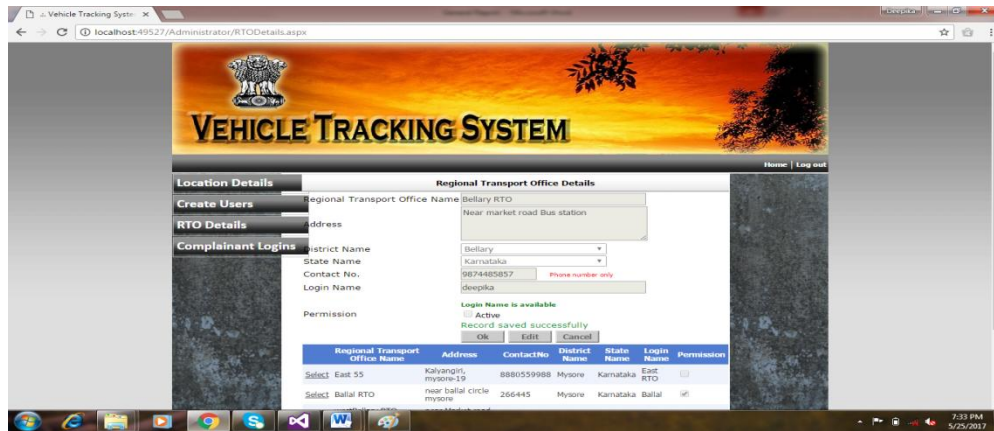 Vehicle Tracking Syste
Deepika
localhost:49527/Administrator/RTODetails.aspx
VEHICLE TRACKING SYSTEM
Home | Log out
Location Details
Create Users
RTO Details
Complainant Logins
Regional Transport Office Details
Regional Transport Office Name Bellary RTO
Address Near market road Bus station
District Name Bellary
State Name Karnataka
Contact No. 9874485857 Phone number only
Login Name deepika
Login Name is available
Permission Active
Record saved successfully
Ok Edit Cancel
Regional Transport Office Name Address ContactNo District Name State Name Login Name Permission
Select East 55 Kalyangiri, mysore-19 8880559988 Mysore Karnataka East RTO
Select Ballal RTO near ballal circle mysore 266445 Mysore Karnataka Ballal
7:33 PM
5/25/2017